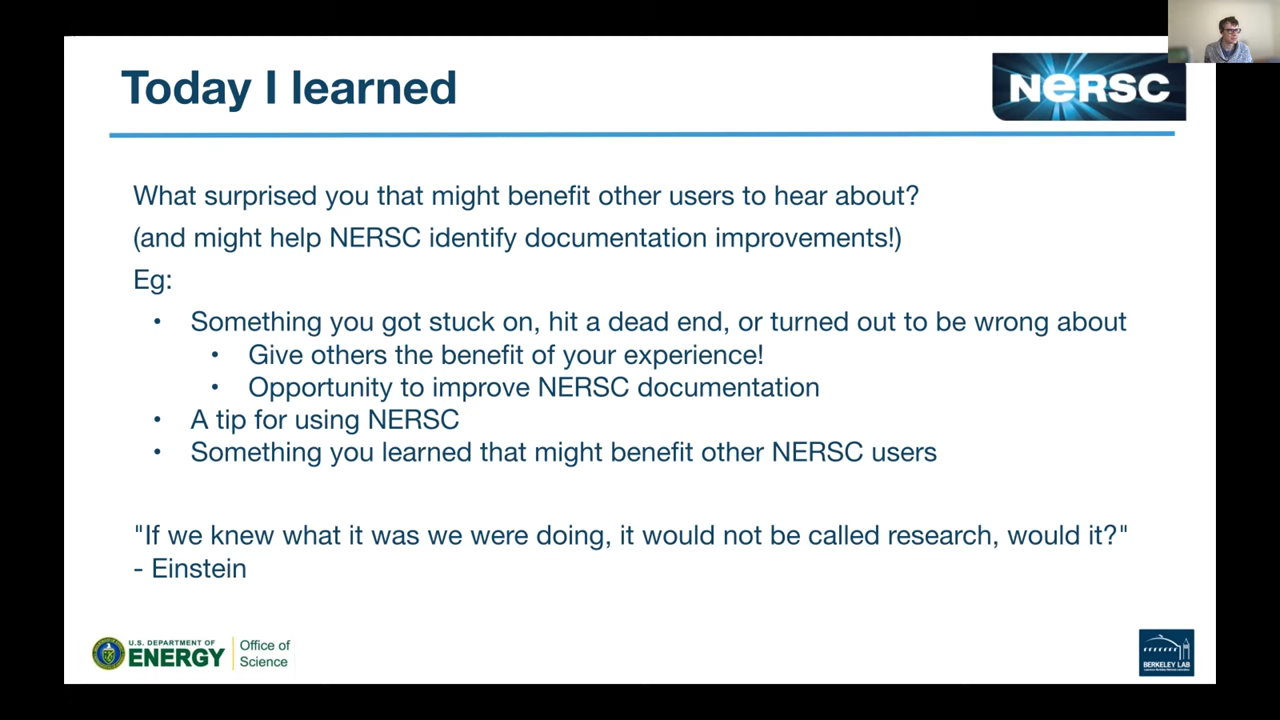 Today I learned
NERSC
What surprised you that might benefit other users to hear about?
(and might help NERSC identify documentation improvements!)
Eg:
• Something you got stuck on, hit a dead end, or turned out to be wrong about
• Give others the benefit of your experience!
• Opportunity to improve NERSC documentation
• A tip for using NERSC
• Something you learned that might benefit other NERSC users
"If we knew what it was we were doing, it would not be called research, would it?"
- Einstein
U.S. DEPARTMENT OF
ENERGY
Office of
Science
BERKELEY LAB